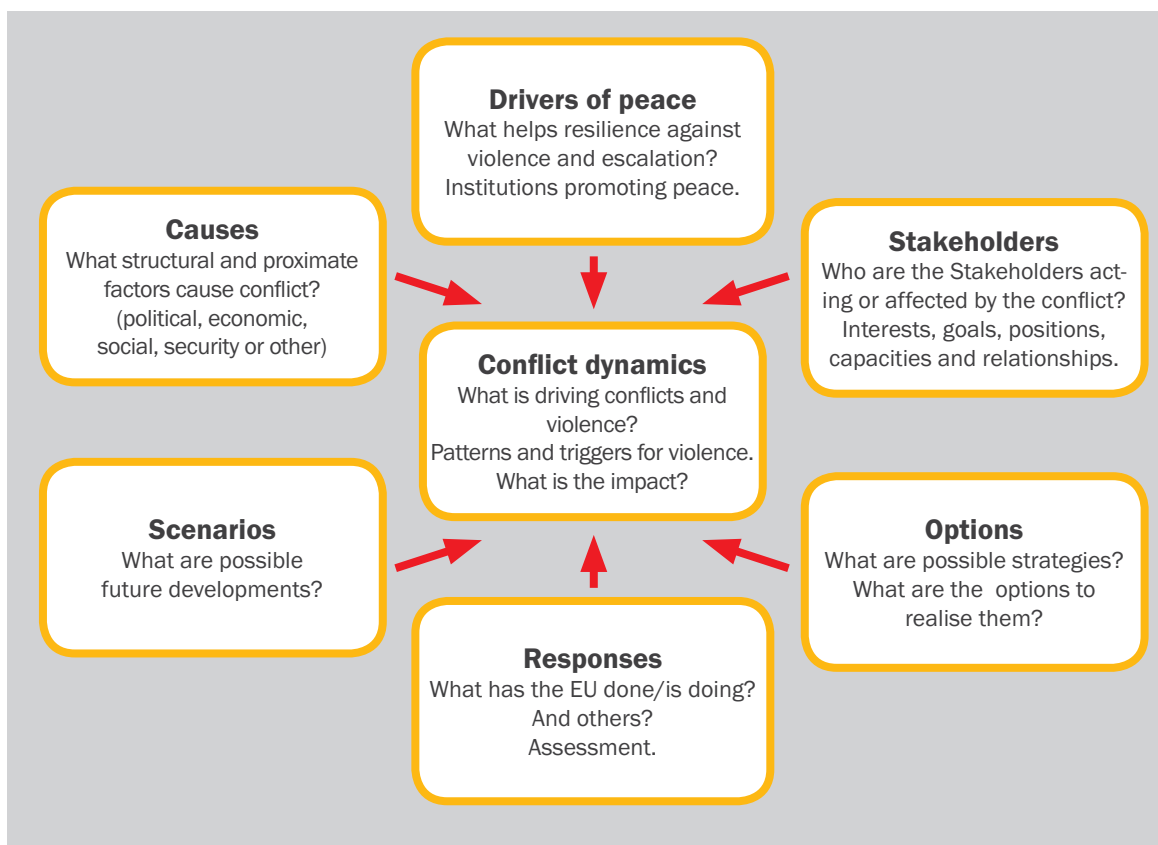 Drivers of peace
What helps resilience against
violence and escalation?
Institutions promoting peace.
Causes
What structural and proximate
factors cause conflict?
(political, economic,
social, security or other)
Stakeholders
Who are the Stakeholders act-
ing or affected by the conflict?
Interests, goals, positions,
capacities and relationships.
Conflict dynamics
What is driving conflicts and
violence?
Patterns and triggers for violence.
What is the impact?
Scenarios
What are possible
future developments?
Options
What are possible strategies?
What are the options to
realise them?
Responses
What has the EU done/is doing?
And others?
Assessment.